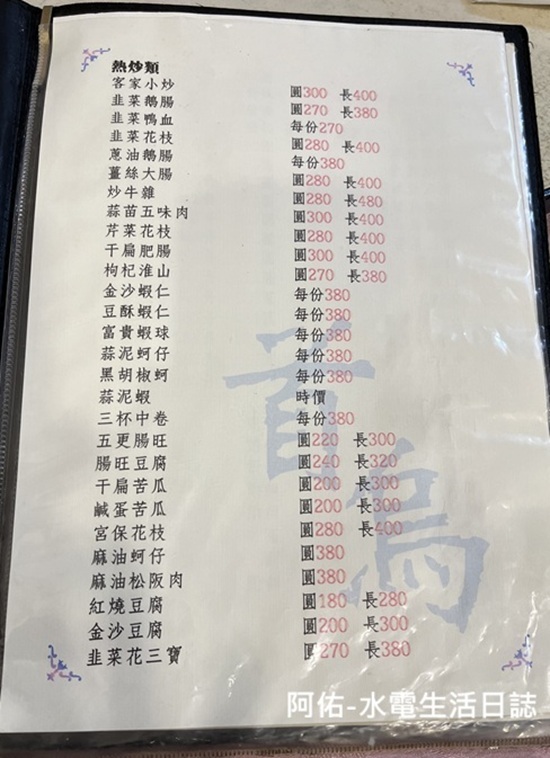 熱炒類
客家小炒 圓300 長400
韭菜鵝腸 圓270 長380
韭菜鴨血 每份270
韭菜花枝 圓280 長400
蔥油鵝腸 每份380
薑絲大腸 圓280 長400
炒牛雜 圓280 長480
蒜苗五味肉 圓300 長400
芹菜花枝 圓280 長400
干扁肥腸 圓300 長400
枸杞淮山 圓270 長380
金沙蝦仁 每份380
豆酥蝦仁 每份380
富貴蝦球 每份380
蒜泥蚵仔 每份380
黑胡椒蚵 每份380
蒜泥蝦 時價
三杯中卷 每份380
五更腸旺 圓220 長300
腸旺豆腐 圓240 長320
干扁苦瓜 圓200 長300
鹹蛋苦瓜 圓200 長300
宮保花枝 圓280 長400
麻油蚵仔 圓380
麻油松阪肉 圓380
紅燒豆腐 圓180 長280
金沙豆腐 圓200 長300
韭菜花三寶 圓270 長380
首烏
阿佑-水電生活日誌